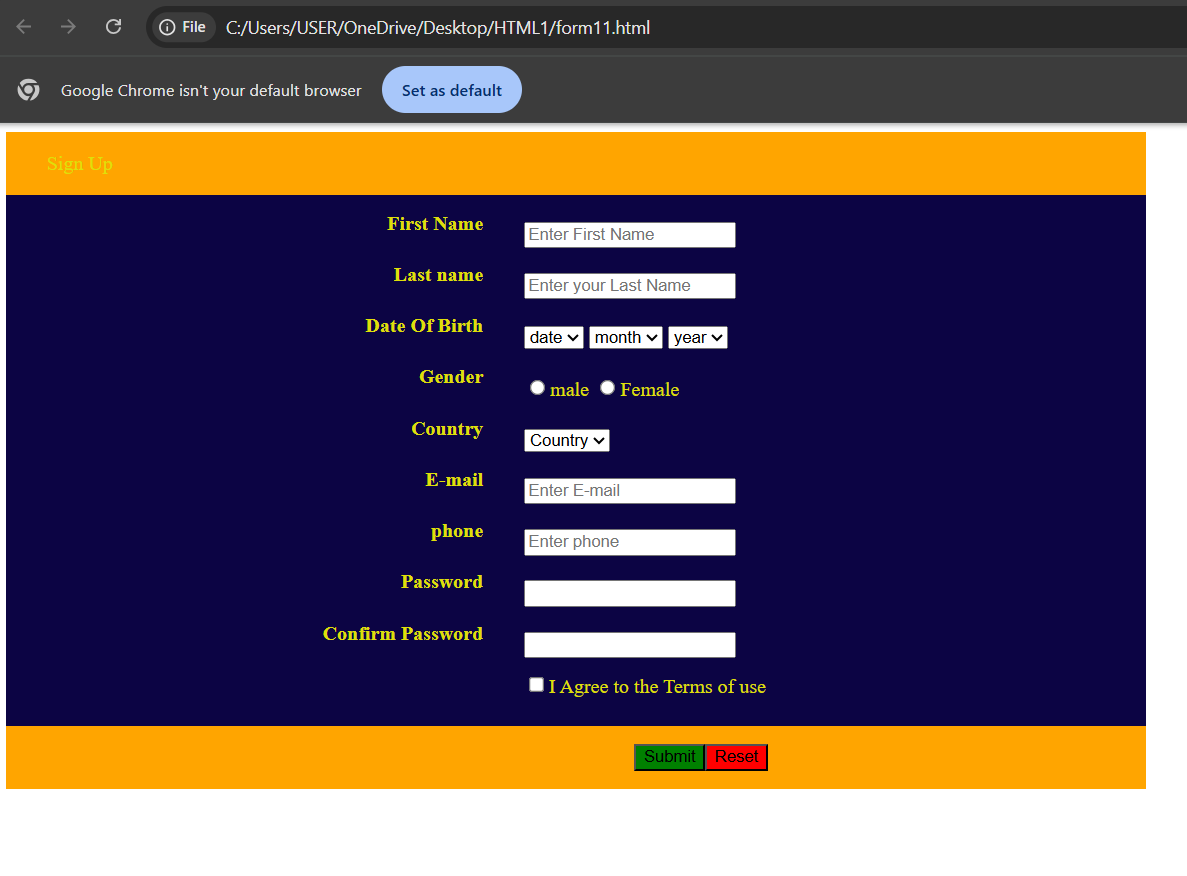 File C:/Users/USER/OneDrive/Desktop/HTML1/form11.html
Google Chrome isn't your default browser Set as default
Sign Up
First Name Enter First Name
Last name Enter your Last Name
Date Of Birth date month year
Gender male Female
Country Country
E-mail Enter E-mail
phone Enter phone
Password
Confirm Password
I Agree to the Terms of use
Submit Reset